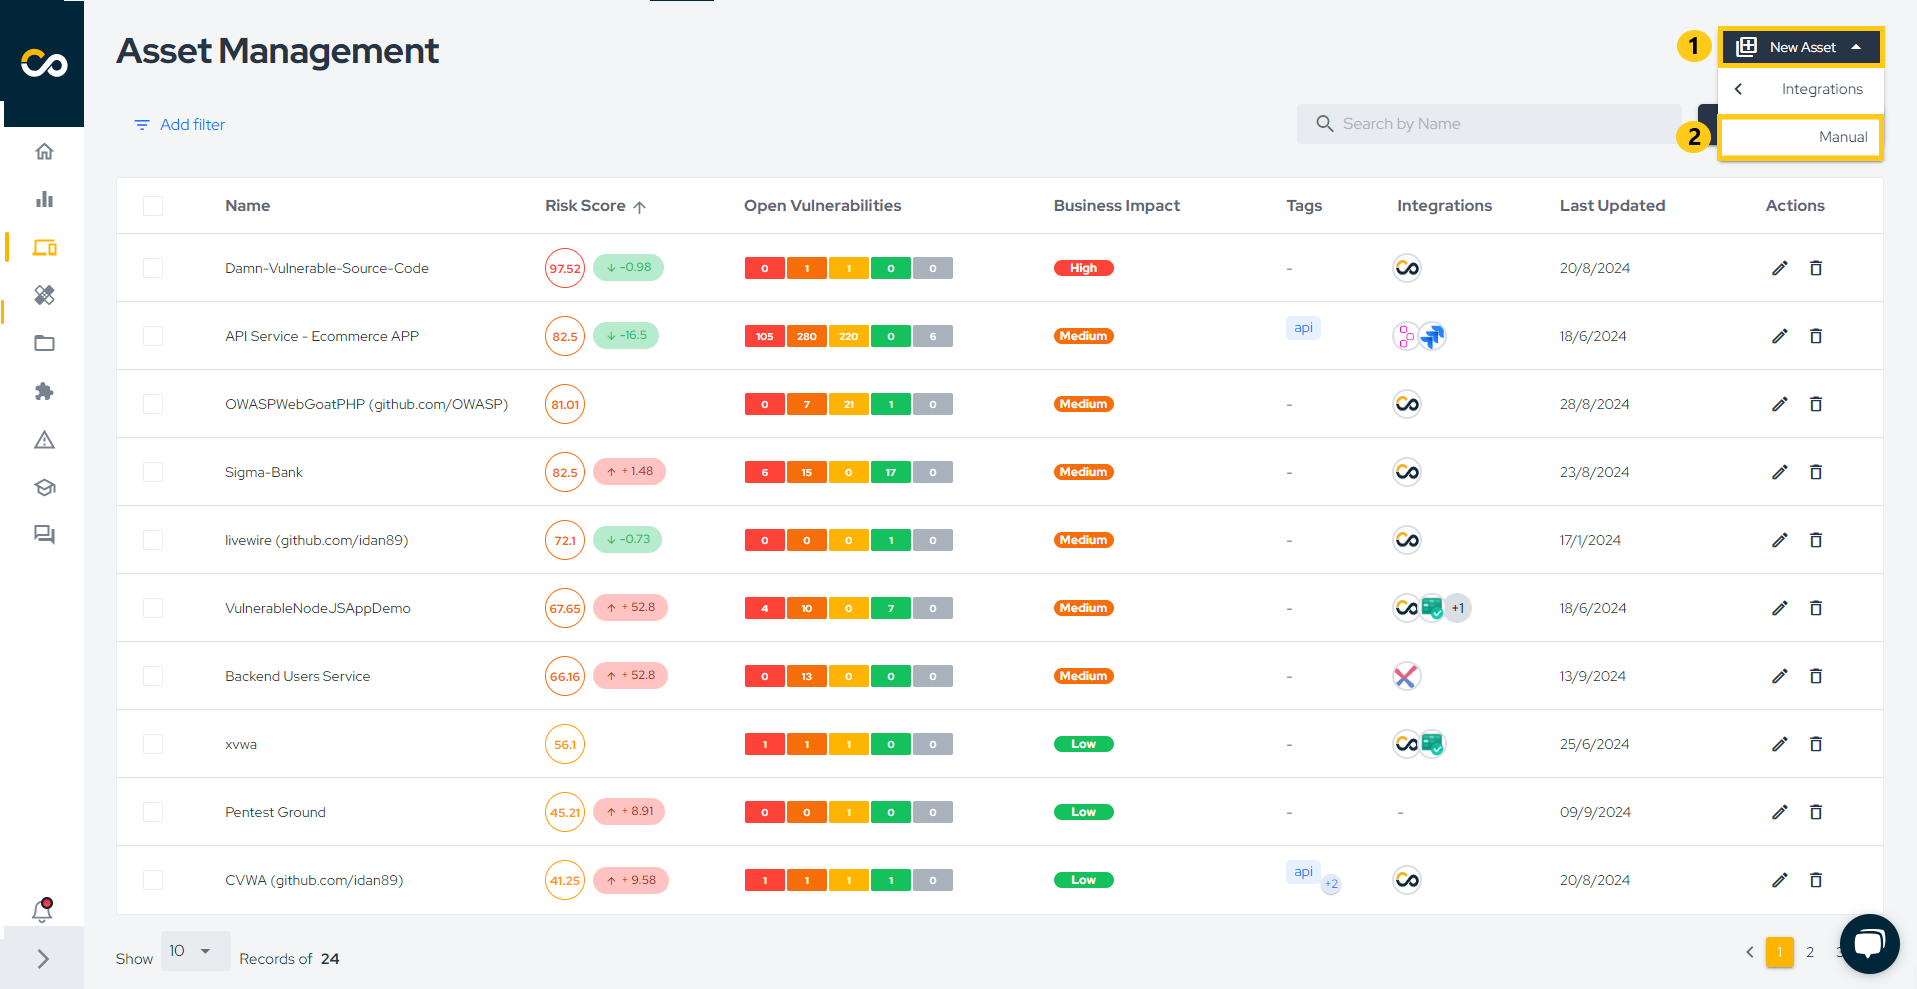 Asset Management
1
New Asset
Integrations
Add filter
Search by Name
2
Manual
Name Risk Score Open Vulnerabilities Business Impact Tags Integrations Last Updated Actions
Damn-Vulnerable-Source-Code 97.52 -0.98 0 1 1 0 0 High - 20/8/2024
API Service - Ecommerce APP 82.5 -16.5 105 280 220 0 6 Medium api 18/6/2024
OWASPWebGoatPHP (github.com/OWASP) 81.01 0 7 21 1 0 Medium - 28/8/2024
Sigma-Bank 82.5 + 1.48 6 15 0 17 0 Medium - 23/8/2024
livewire (github.com/idan89) 72.1 -0.73 0 0 0 1 0 Medium - 17/1/2024
VulnerableNodeJSAppDemo 67.65 + 52.8 4 10 0 7 0 Medium - +1 18/6/2024
Backend Users Service 66.16 + 52.8 0 13 0 0 0 Medium - 13/9/2024
xvwa 56.1 1 1 1 0 0 Low - 25/6/2024
Pentest Ground 45.21 + 8.91 0 0 1 0 0 Low - - 09/9/2024
CVWA (github.com/idan89) 41.25 + 9.58 1 1 1 1 0 Low api +2 20/8/2024
Show 10 Records of 24
1 2